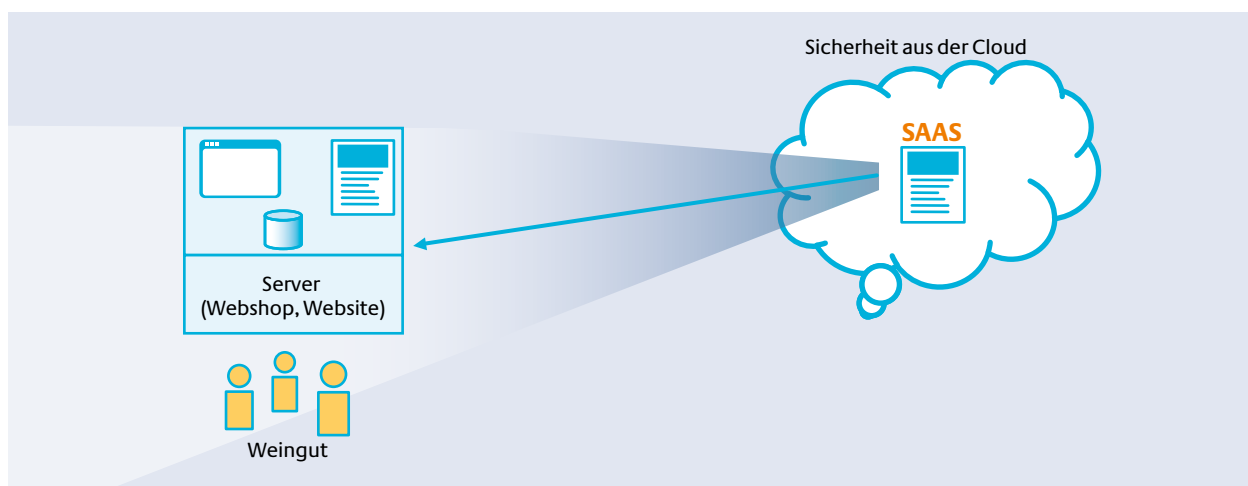 Sicherheit aus der Cloud
SAAS
Server
(Webshop, Website)
Weingut